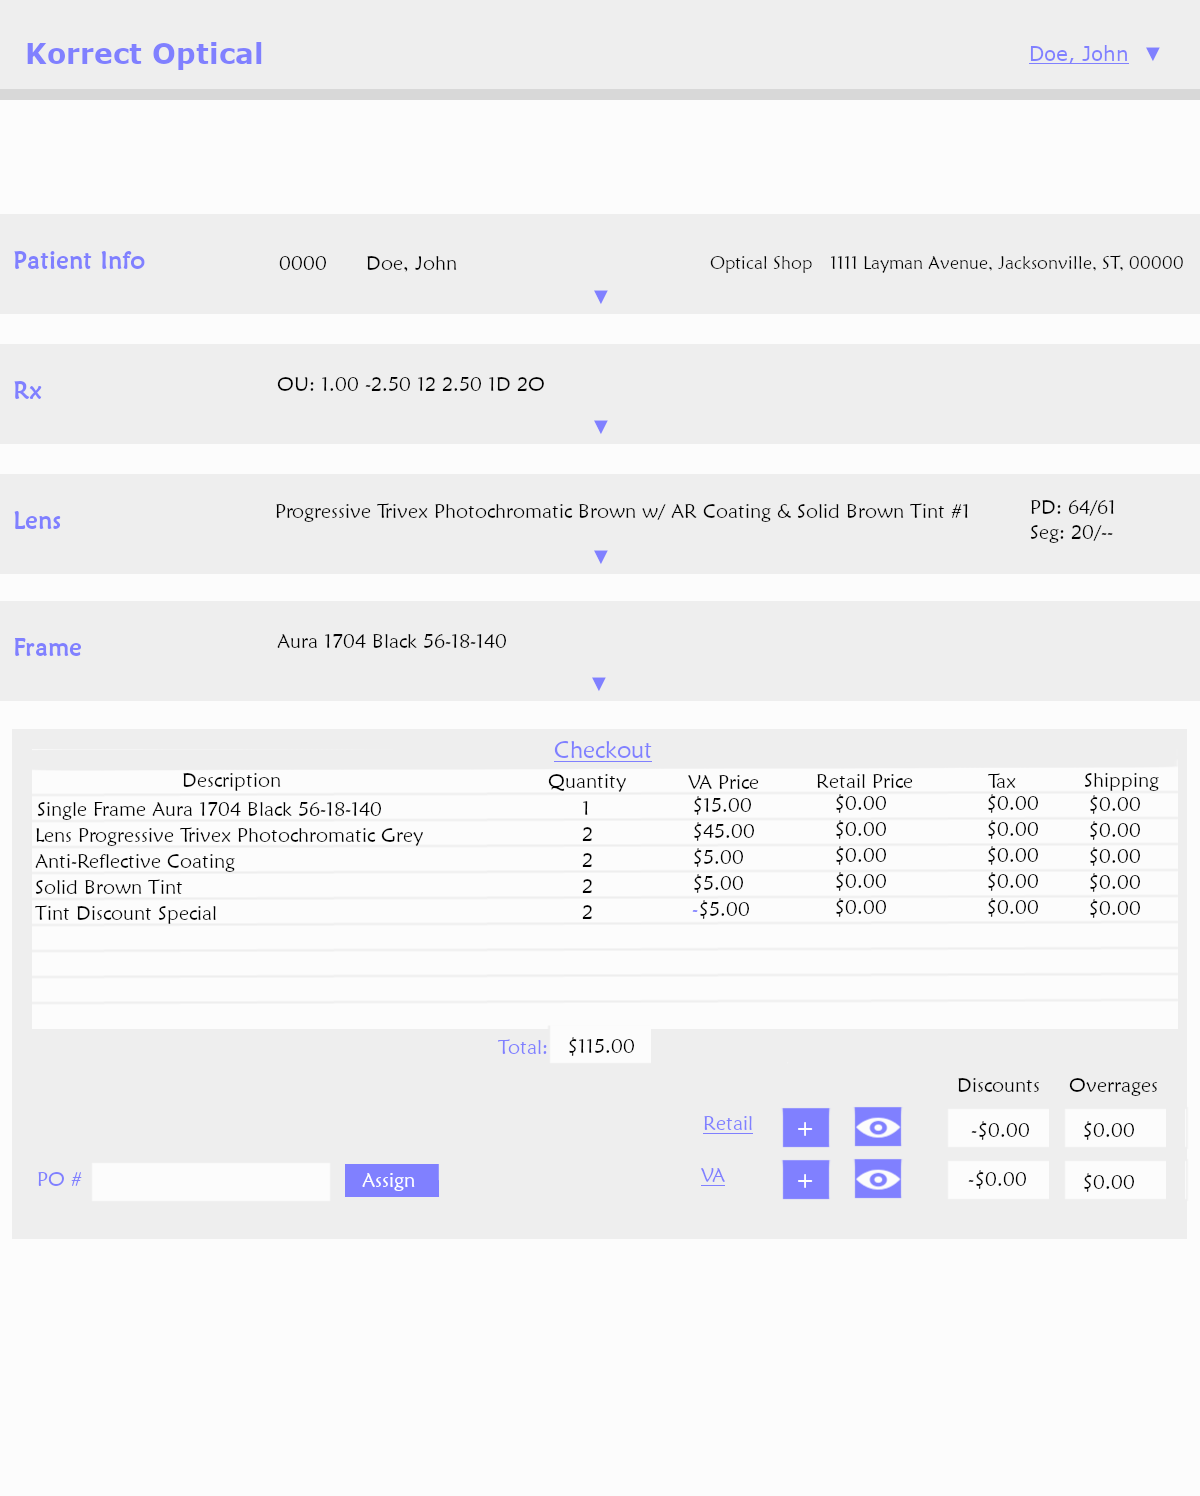 Korrect Optical
Doe, John ▼
Patient Info 0000 Doe, John Optical Shop 1111 Layman Avenue, Jacksonville, ST, 00000
▼
Rx OU: 1.00 -2.50 12 2.50 1D 2O
▼
Lens Progressive Trivex Photochromatic Brown w/ AR Coating & Solid Brown Tint #1 PD: 64/61
Seg: 20/--
▼
Frame Aura 1704 Black 56-18-140
▼
Checkout
Description Quantity VA Price Retail Price Tax Shipping
Single Frame Aura 1704 Black 56-18-140 1 $15.00 $0.00 $0.00 $0.00
Lens Progressive Trivex Photochromatic Grey 2 $45.00 $0.00 $0.00 $0.00
Anti-Reflective Coating 2 $5.00 $0.00 $0.00 $0.00
Solid Brown Tint 2 $5.00 $0.00 $0.00 $0.00
Tint Discount Special 2 -$5.00 $0.00 $0.00 $0.00
Total: $115.00
Discounts Overrages
Retail + -$0.00 $0.00
PO # Assign VA + -$0.00 $0.00